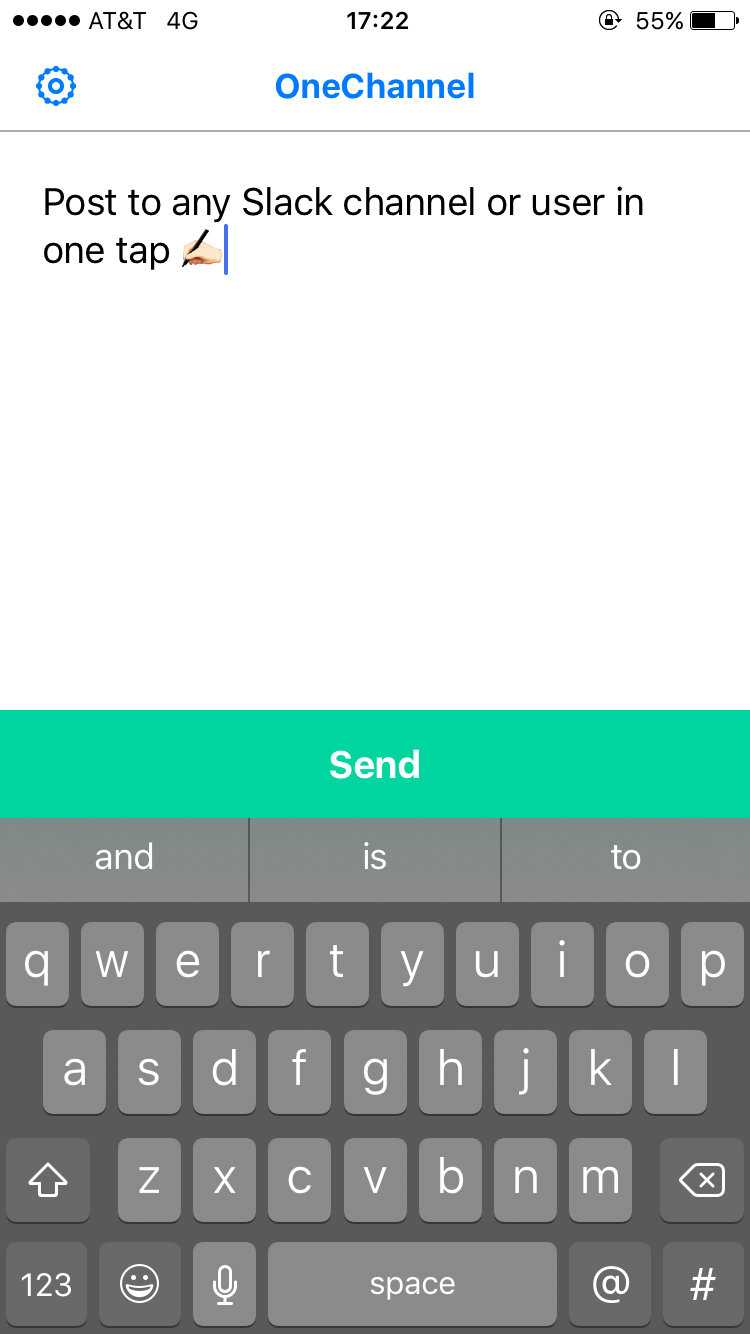 AT&T 4G 17:22 55%
OneChannel
Post to any Slack channel or user in
one tap ✍🏻
Send
and is to
q w e r t y u i o p
a s d f g h j k l
z x c v b n m
123 space @ #